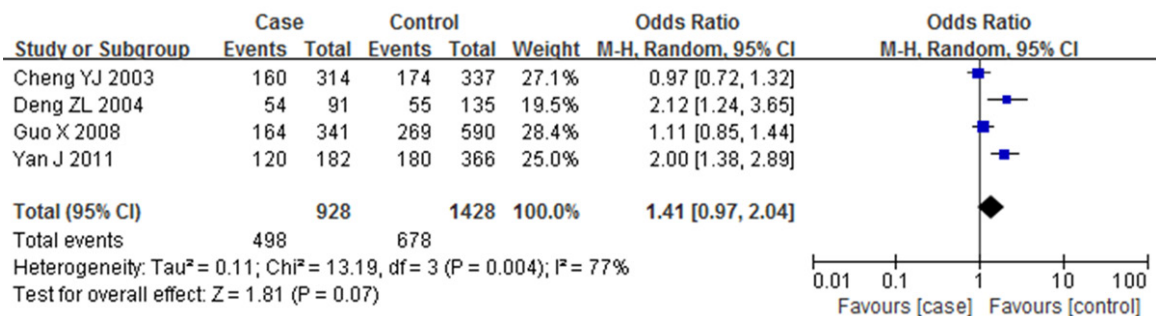 Case Control Odds Ratio Odds Ratio
Study or Subgroup Events Total Events Total Weight M-H, Random, 95% CI M-H, Random, 95% CI
Cheng YJ 2003 160 314 174 337 27.1% 0.97 [0.72, 1.32]
Deng ZL 2004 54 91 55 135 19.5% 2.12 [1.24, 3.65]
Guo X 2008 164 341 269 590 28.4% 1.11 [0.85, 1.44]
Yan J 2011 120 182 180 366 25.0% 2.00 [1.38, 2.89]
Total (95% CI) 928 1428 100.0% 1.41 [0.97, 2.04]
Total events 498 678
Heterogeneity: Tau² = 0.11; Chi² = 13.19, df = 3 (P = 0.004); I² = 77%
Test for overall effect: Z = 1.81 (P = 0.07)
0.01 0.1 1 10 100
Favours [case] Favours [control]